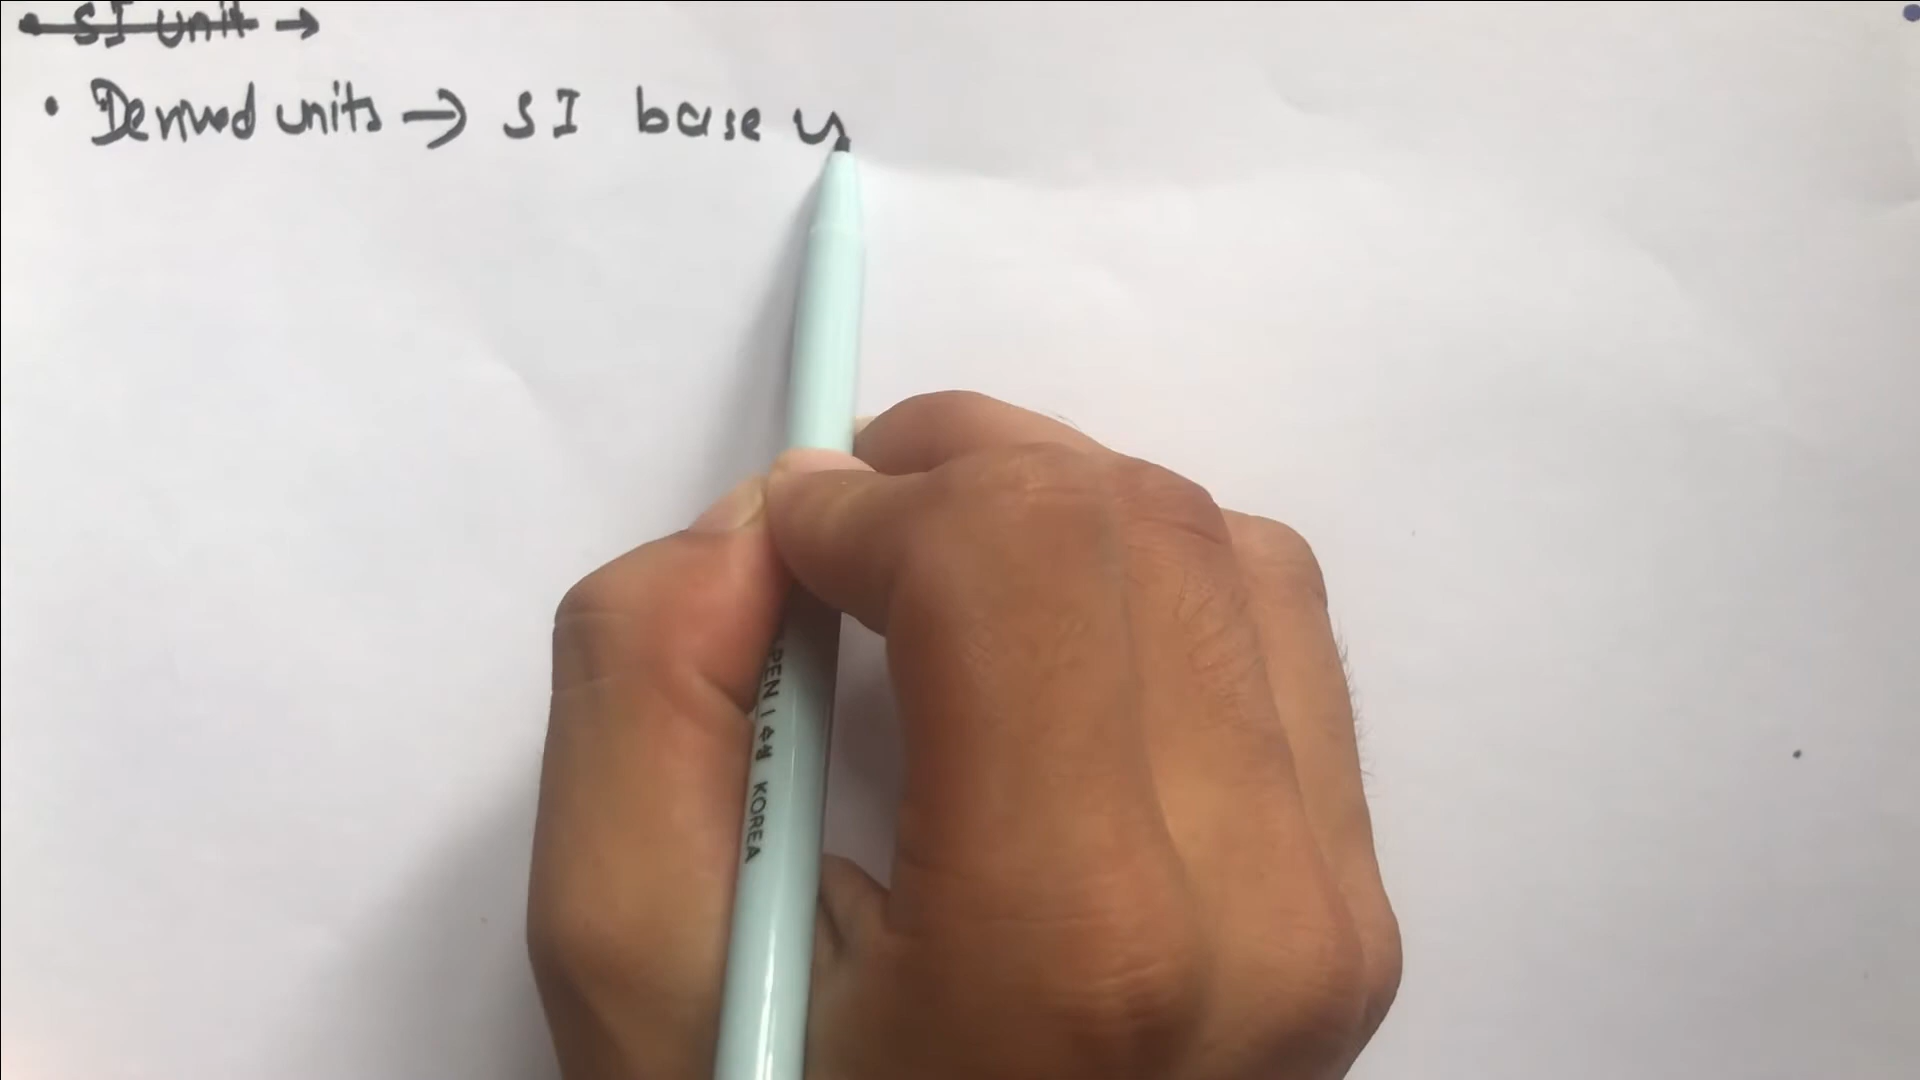 SI unit →
• Derived units → SI base u
PEN 144 KOREA